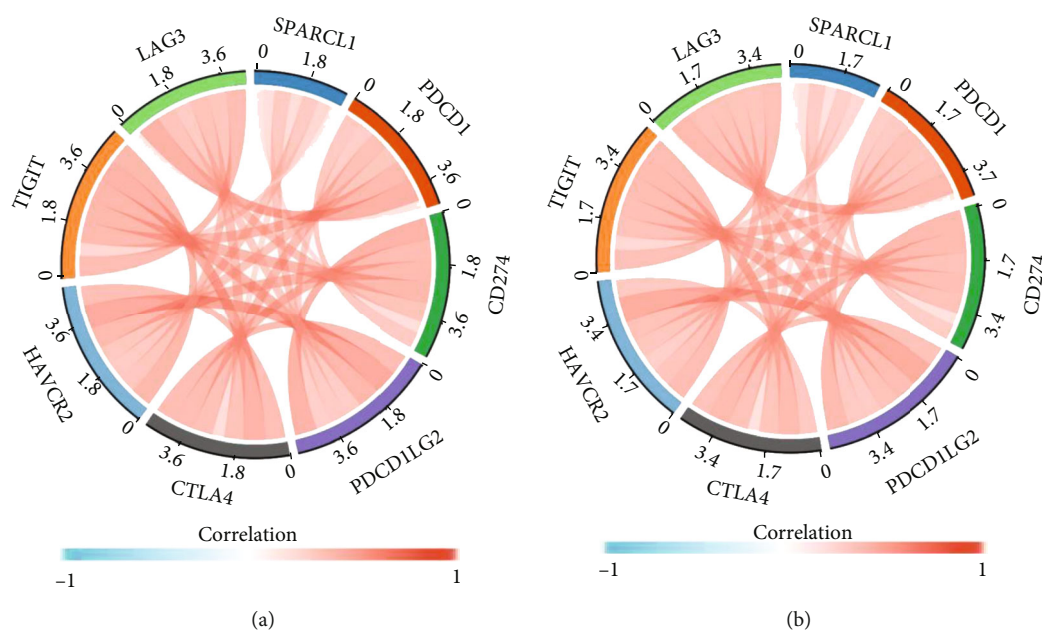 SPARCL1
0
1.8
PDCD1
0
1.8
3.6
CD274
0
1.8
3.6
PDCD1LG2
0
1.8
3.6
CTLA4
0
1.8
3.6
HAVCR2
0
1.8
3.6
TIGIT
0
1.8
3.6
LAG3
0
1.8
3.6
Correlation
−1
1
(a)
SPARCL1
0
1.7
PDCD1
0
1.7
3.7
CD274
0
1.7
3.4
PDCD1LG2
0
1.7
3.4
CTLA4
0
1.7
3.4
HAVCR2
0
1.7
3.4
TIGIT
0
1.7
3.4
LAG3
0
1.7
3.4
Correlation
−1
1
(b)